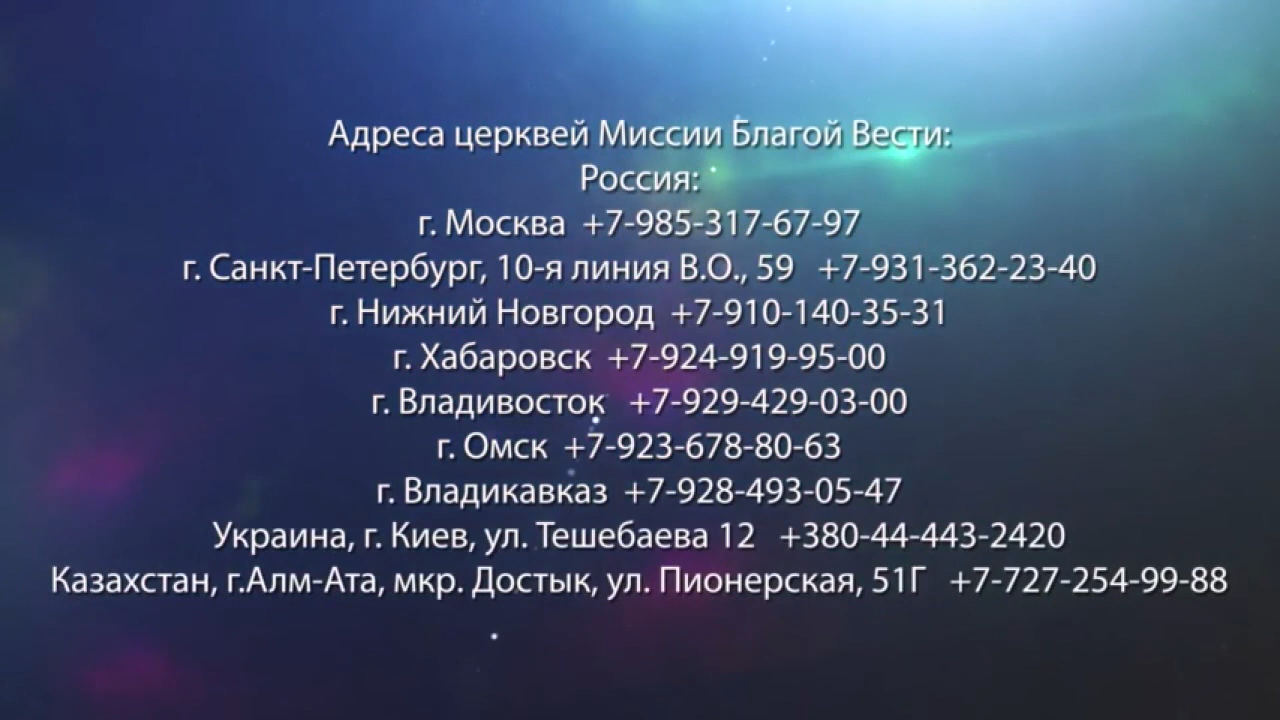 Адреса церквей Миссии Благой Вести:
Россия:
г. Москва +7-985-317-67-97
г. Санкт-Петербург, 10-я линия В.О., 59 +7-931-362-23-40
г. Нижний Новгород +7-910-140-35-31
г. Хабаровск +7-924-919-95-00
г. Владивосток +7-929-429-03-00
г. Омск +7-923-678-80-63
г. Владикавказ +7-928-493-05-47
Украина, г. Киев, ул. Тешебаева 12 +380-44-443-2420
Казахстан, г.Алм-Ата, мкр. Достык, ул. Пионерская, 51Г +7-727-254-99-88